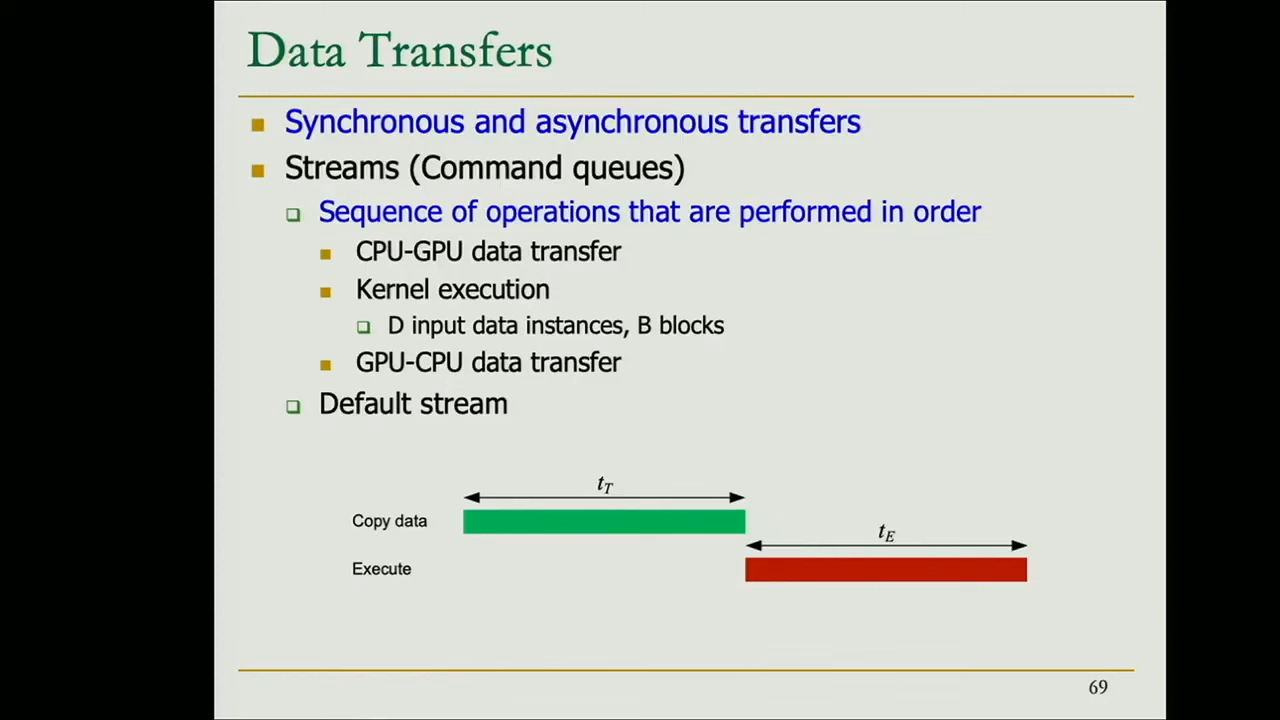 Data Transfers
Synchronous and asynchronous transfers
Streams (Command queues)
Sequence of operations that are performed in order
CPU-GPU data transfer
Kernel execution
D input data instances, B blocks
GPU-CPU data transfer
Default stream
tT
Copy data
tE
Execute
69